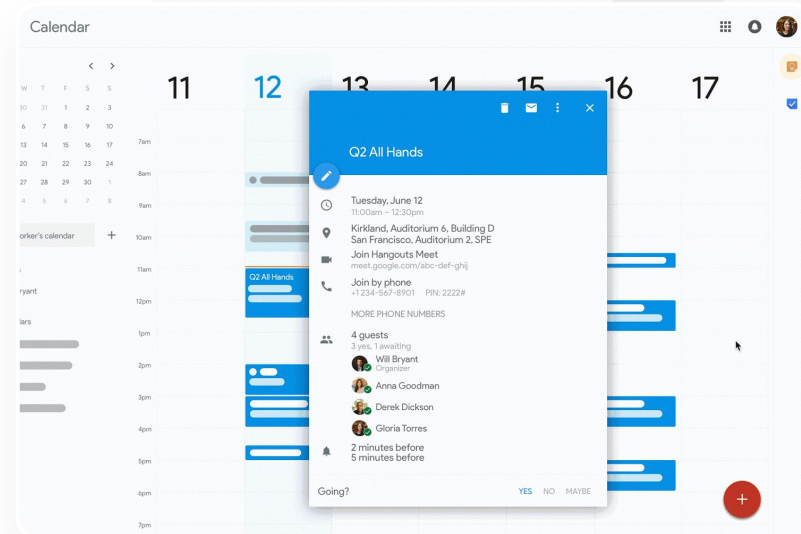 Calendar
W T F S S
30 31 1 2 3
6 7 8 9 10
13 14 15 16 17
20 21 22 23 24
27 28 29 30 1
4 5 6 7 8
orker's calendar
ryant
ars
11 12 13 14 15 16 17
7am
8am
9am
10am
11am
12pm
1pm
2pm
3pm
4pm
5pm
6pm
7pm
Q2 All Hands
Q2 All Hands
Tuesday, June 12
11:00am – 12:30pm
Kirkland, Auditorium 6, Building D
San Francisco, Auditorium 2, SPE
Join Hangouts Meet
meet.google.com/abc-def-ghij
Join by phone
+1 234-567-8901 PIN: 2222#
MORE PHONE NUMBERS
4 guests
3 yes, 1 awaiting
Will Bryant
Organizer
Anna Goodman
Derek Dickson
Gloria Torres
2 minutes before
5 minutes before
Going? YES NO MAYBE